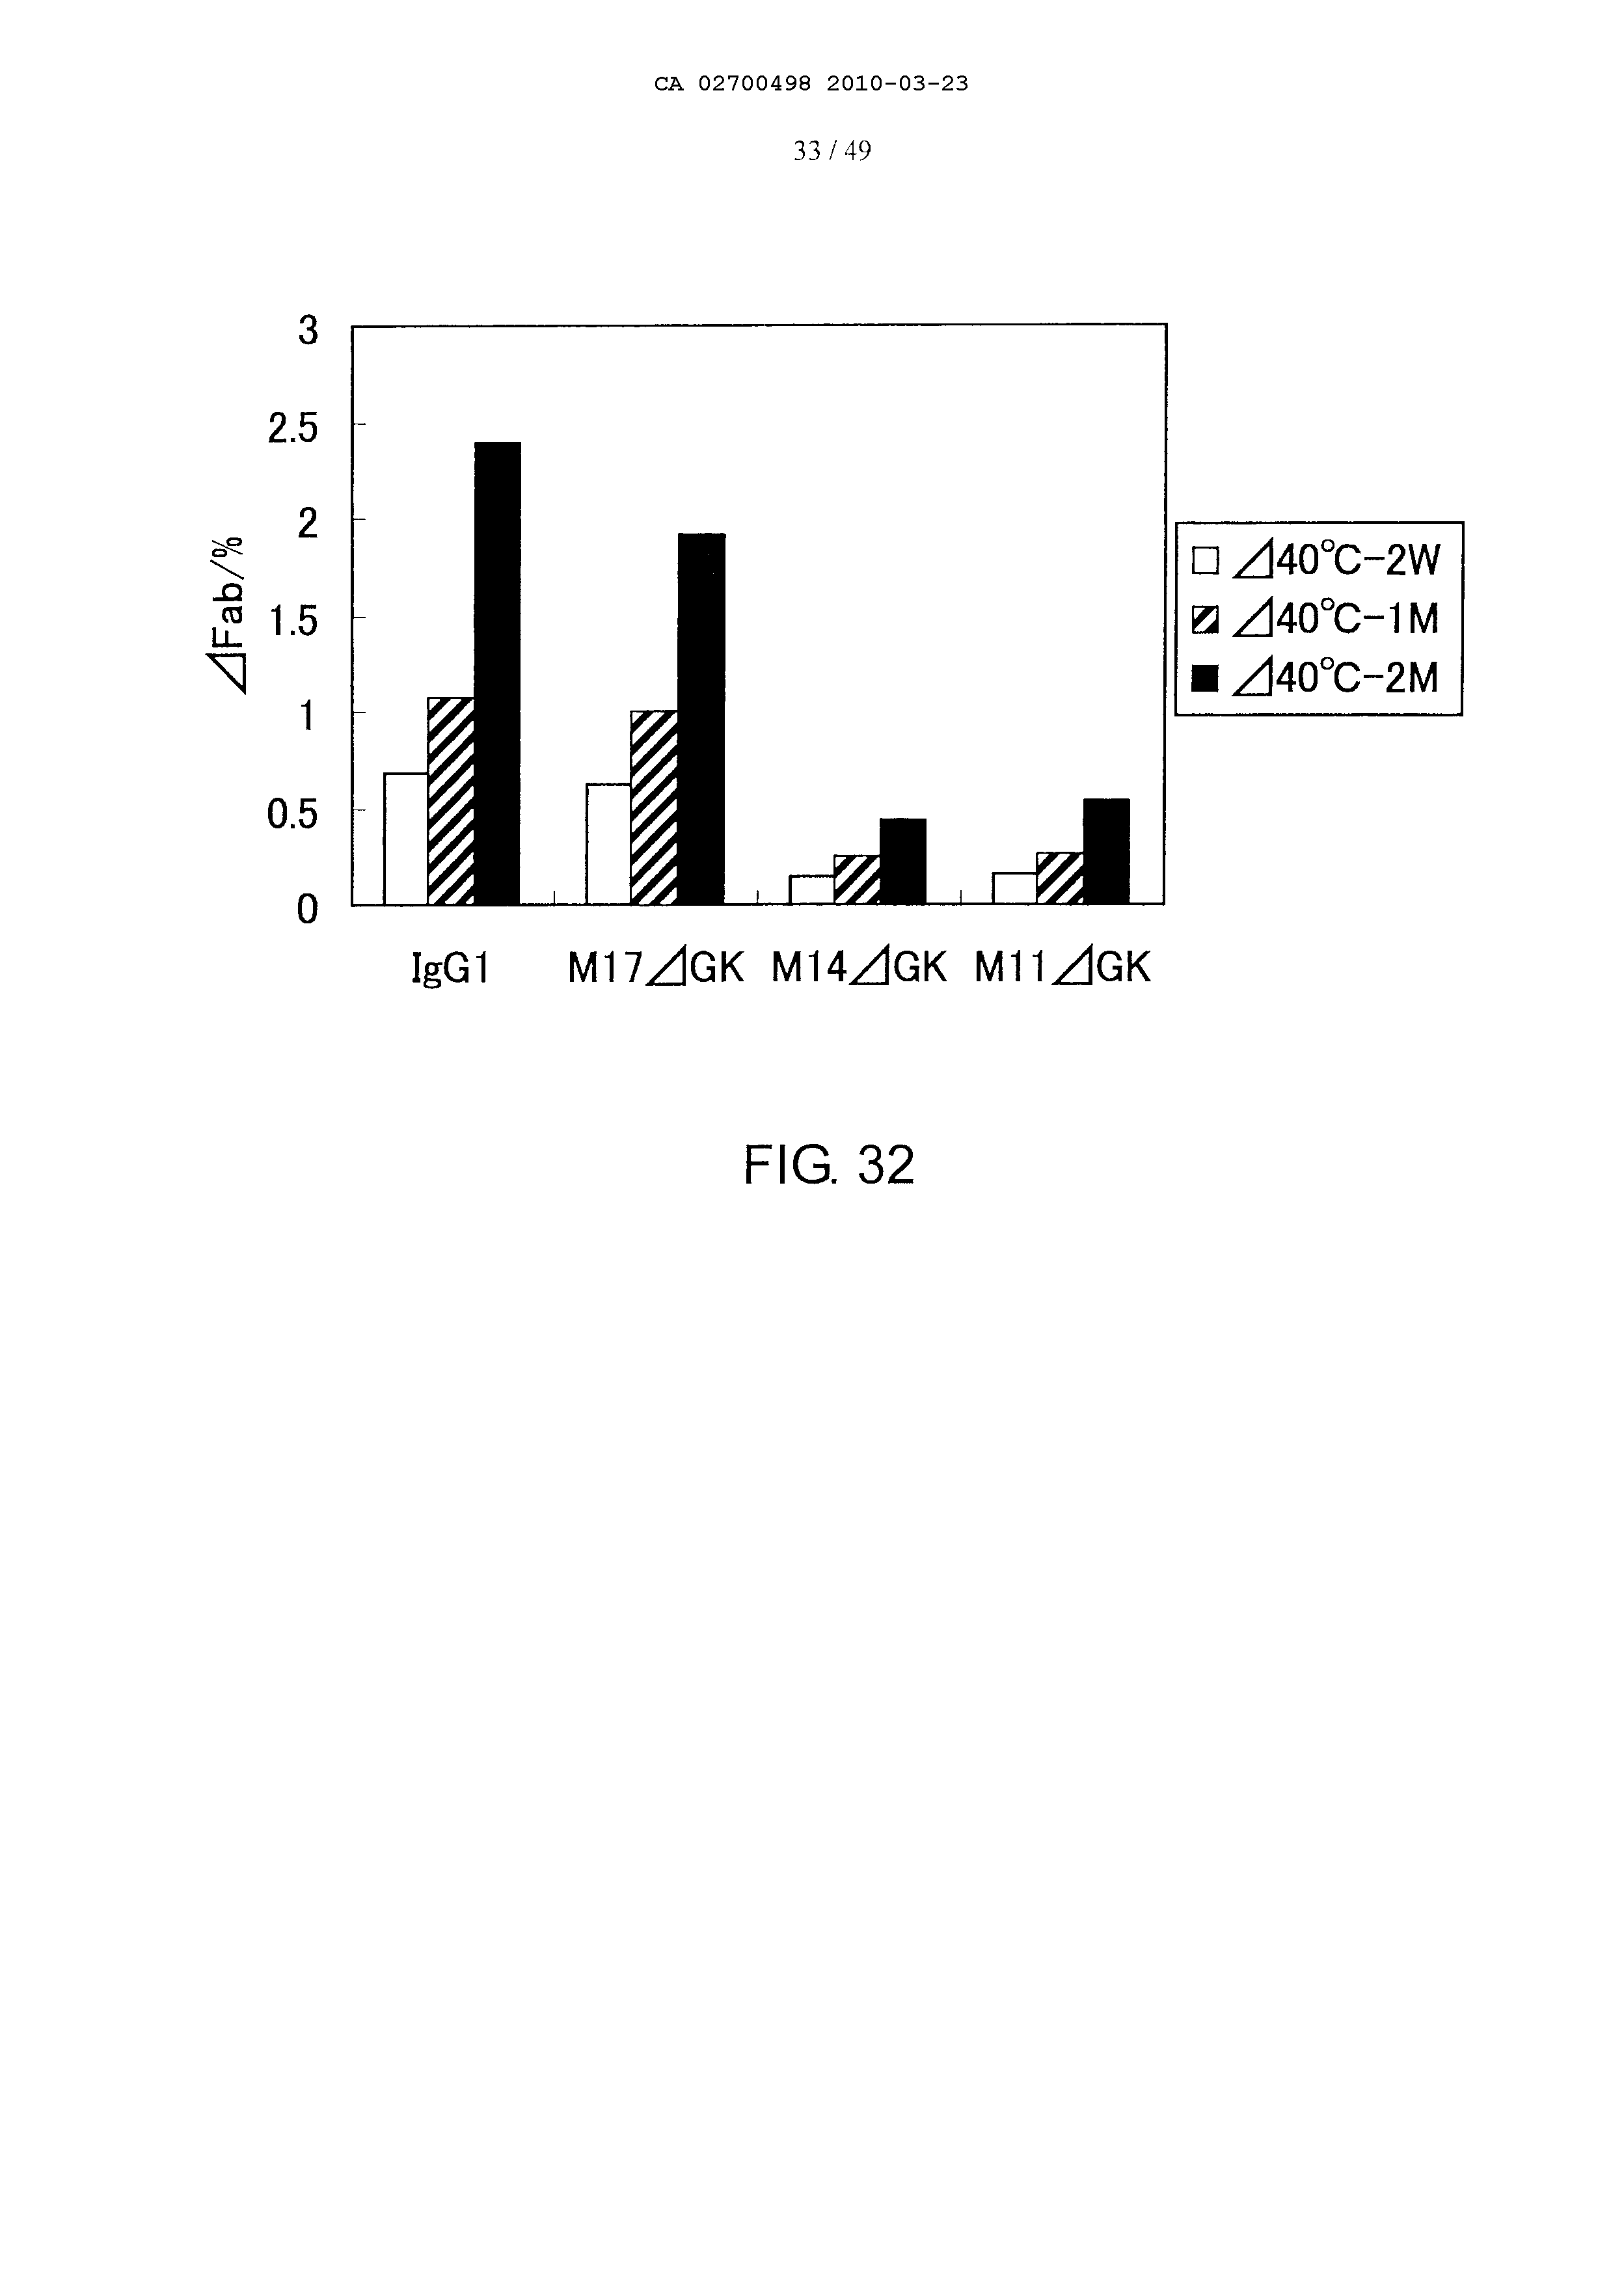 CA 02700498 2010-03-23
33 / 49
3
2.5
2
1.5
1
0.5
0
⊿Fab/%
IgG1 M17⊿GK M14⊿GK M11⊿GK
⊿40℃-2W
⊿40℃-1M
⊿40℃-2M
FIG. 32